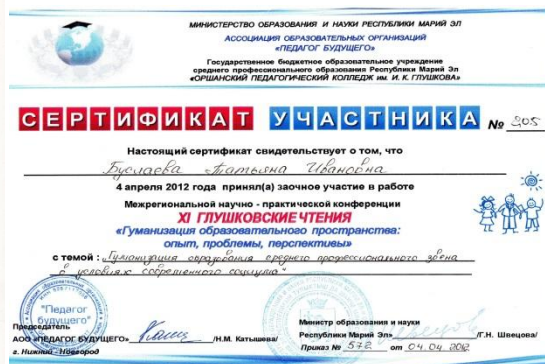 МИНИСТЕРСТВО ОБРАЗОВАНИЯ И НАУКИ РЕСПУБЛИКИ МАРИЙ ЭЛ
АССОЦИАЦИЯ ОБРАЗОВАТЕЛЬНЫХ ОРГАНИЗАЦИЙ
«ПЕДАГОГ БУДУЩЕГО»
Государственное бюджетное образовательное учреждение
среднего профессионального образования Республики Марий Эл
«ОРШАНСКИЙ ПЕДАГОГИЧЕСКИЙ КОЛЛЕДЖ им. И. К. ГЛУШКОВА»
СЕРТИФИКАТ УЧАСТНИКА № 205
Настоящий сертификат свидетельствует о том, что
Буслаева Татьяна Ивановна
4 апреля 2012 года принял(а) заочное участие в работе
Межрегиональной научно - практической конференции
XI ГЛУШКОВСКИЕ ЧТЕНИЯ
«Гуманизация образовательного пространства:
опыт, проблемы, перспективы»
с темой : „Гуманизация образования среднего профессионального звена
в условиях современного социума"
"Педагог
будущего"
Председатель
АОО «ПЕДАГОГ БУДУЩЕГО» /Н.М. Катышева/
г. Нижний - Новгород
Министр образования и науки
Республики Марий Эл /Г.Н. Швецова/
Приказ № 572 от 04.04.2012